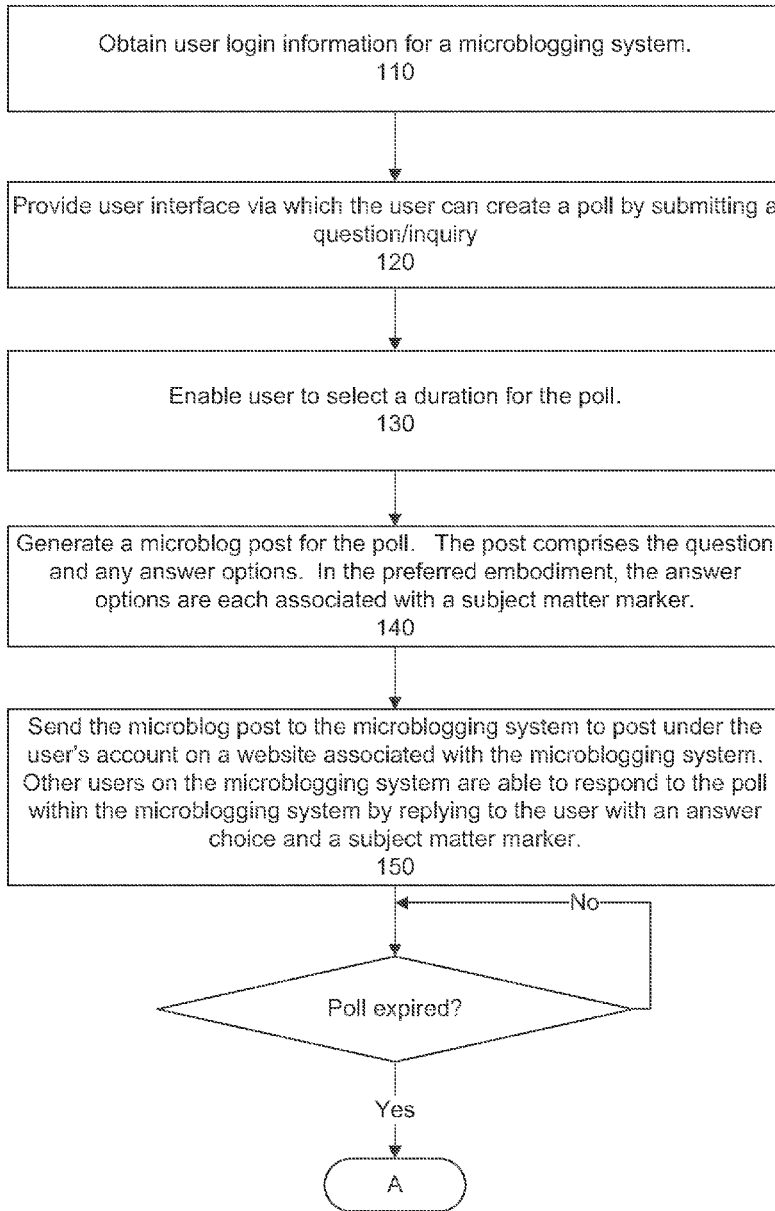 Obtain user login information for a microblogging system.
110
Provide user interface via which the user can create a poll by submitting a
question/inquiry
120
Enable user to select a duration for the poll.
130
Generate a microblog post for the poll. The post comprises the question
and any answer options. In the preferred embodiment, the answer
options are each associated with a subject matter marker.
140
Send the microblog post to the microblogging system to post under the
user's account on a website associated with the microblogging system.
Other users on the microblogging system are able to respond to the poll
within the microblogging system by replying to the user with an answer
choice and a subject matter marker.
150
No
Poll expired?
Yes
A